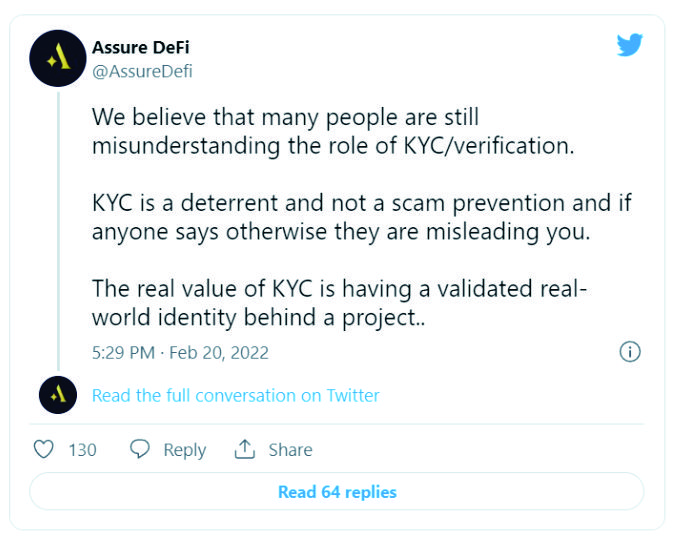 Assure DeFi
@AssureDefi
We believe that many people are still
misunderstanding the role of KYC/verification.
KYC is a deterrent and not a scam prevention and if
anyone says otherwise they are misleading you.
The real value of KYC is having a validated real-
world identity behind a project..
5:29 PM · Feb 20, 2022
Read the full conversation on Twitter
130 Reply Share
Read 64 replies